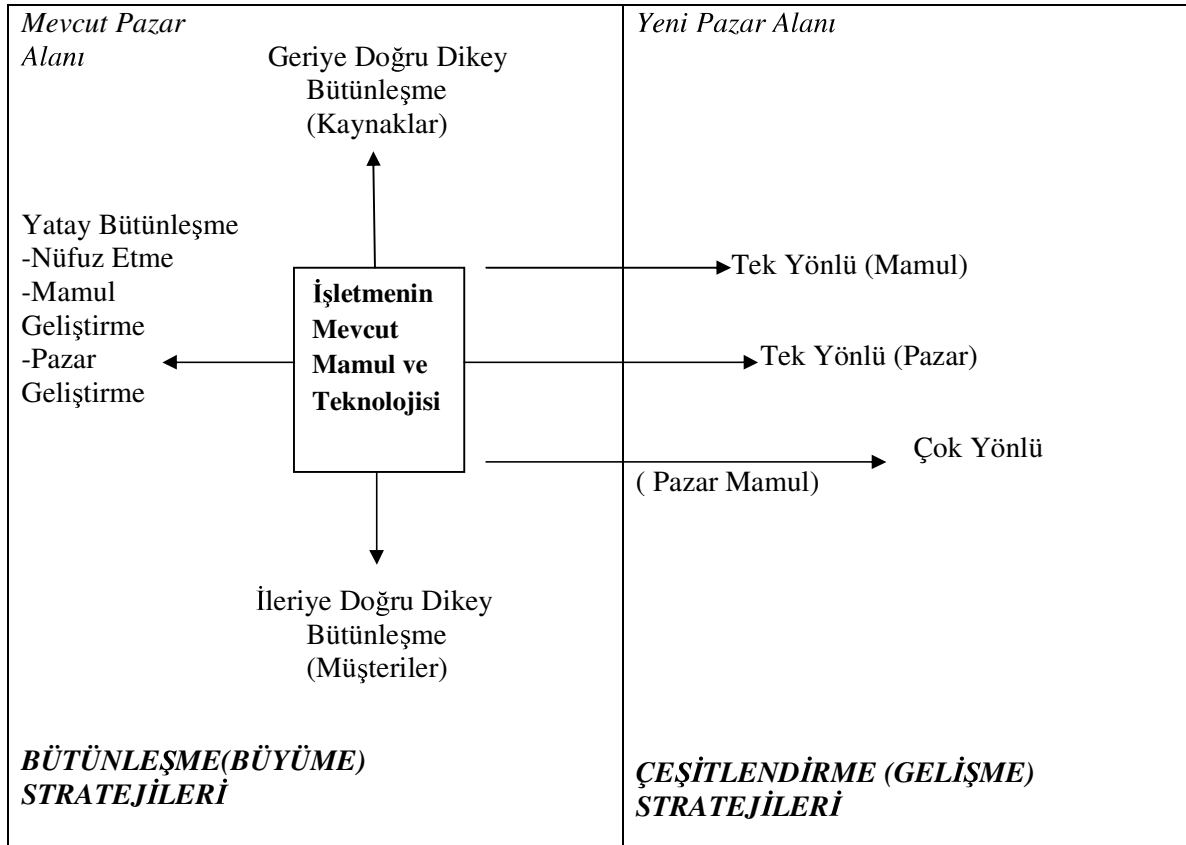 Mevcut Pazar
Alanı
Geriye Doğru Dikey
Bütünleşme
(Kaynaklar)
Yatay Bütünleşme
-Nüfuz Etme
-Mamul
Geliştirme
-Pazar
Geliştirme
İşletmenin
Mevcut
Mamul ve
Teknolojisi
İleriye Doğru Dikey
Bütünleşme
(Müşteriler)
BÜTÜNLEŞME(BÜYÜME)
STRATEJİLERİ
Yeni Pazar Alanı
Tek Yönlü (Mamul)
Tek Yönlü (Pazar)
Çok Yönlü
( Pazar Mamul)
ÇEŞİTLENDİRME (GELİŞME)
STRATEJİLERİ